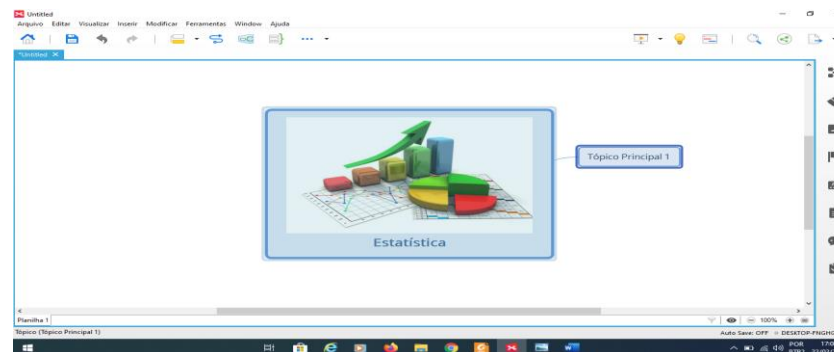 Untitled
Arquivo Editar Visualizar Inserir Modificar Ferramentas Window Ajuda
*Untitled
Tópico Principal 1
Estatística
Planilha 1
100%
Tópico (Tópico Principal 1)
Auto Save: OFF
POR